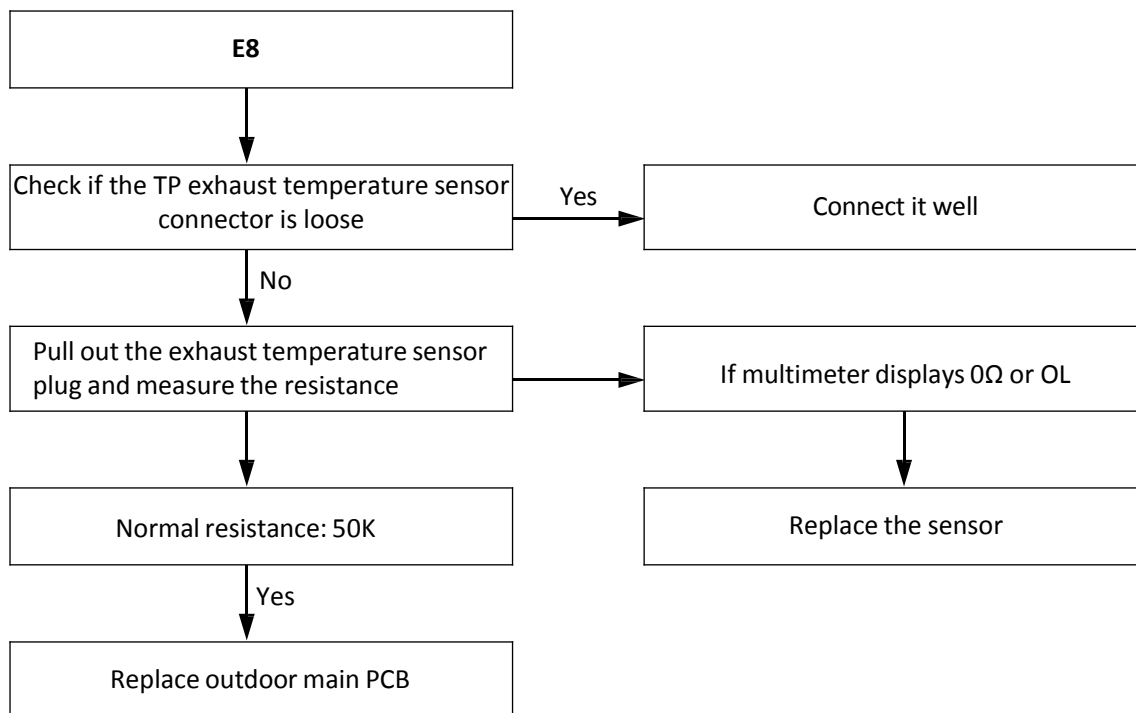 E8
Check if the TP exhaust temperature sensor
connector is loose
Yes
Connect it well
No
Pull out the exhaust temperature sensor
plug and measure the resistance
If multimeter displays 0Ω or OL
Normal resistance: 50K
Replace the sensor
Yes
Replace outdoor main PCB